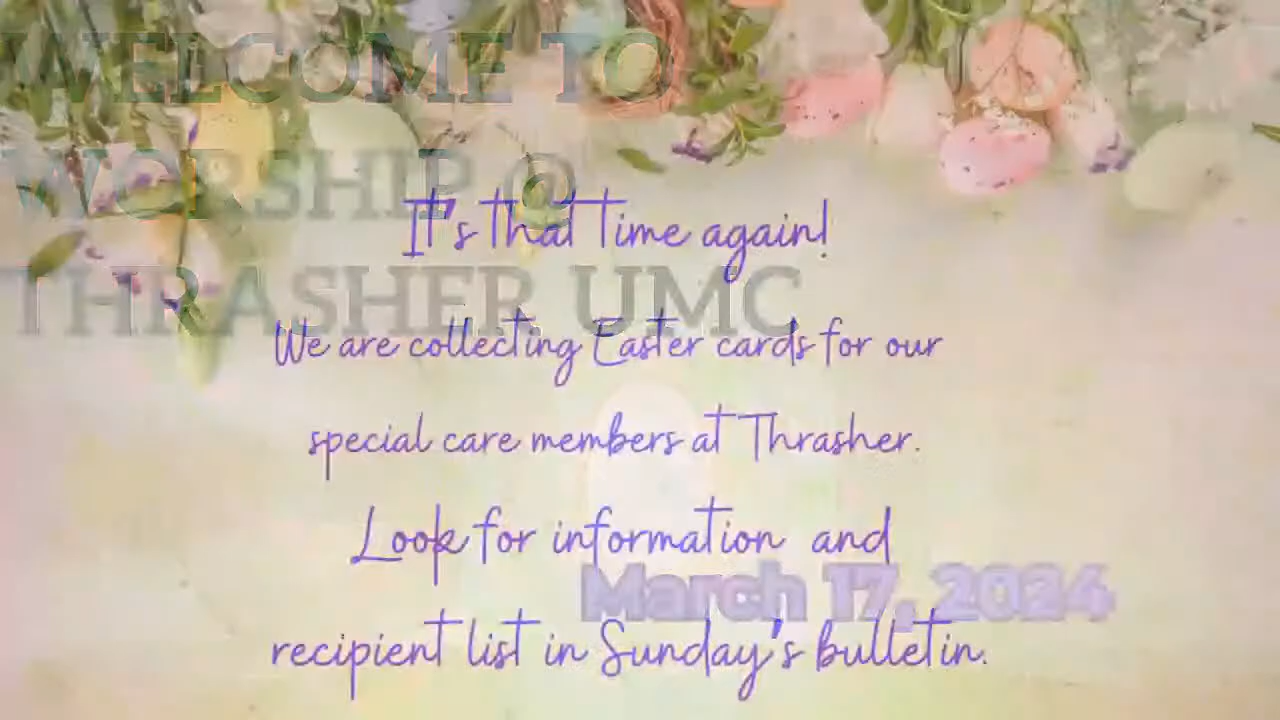 WELCOME TO
WORSHIP @
THRASHER UMC
It's that time again!
We are collecting Easter cards for our
special care members at Thrasher.
Look for information and
March 17, 2024
recipient list in Sunday's bulletin.